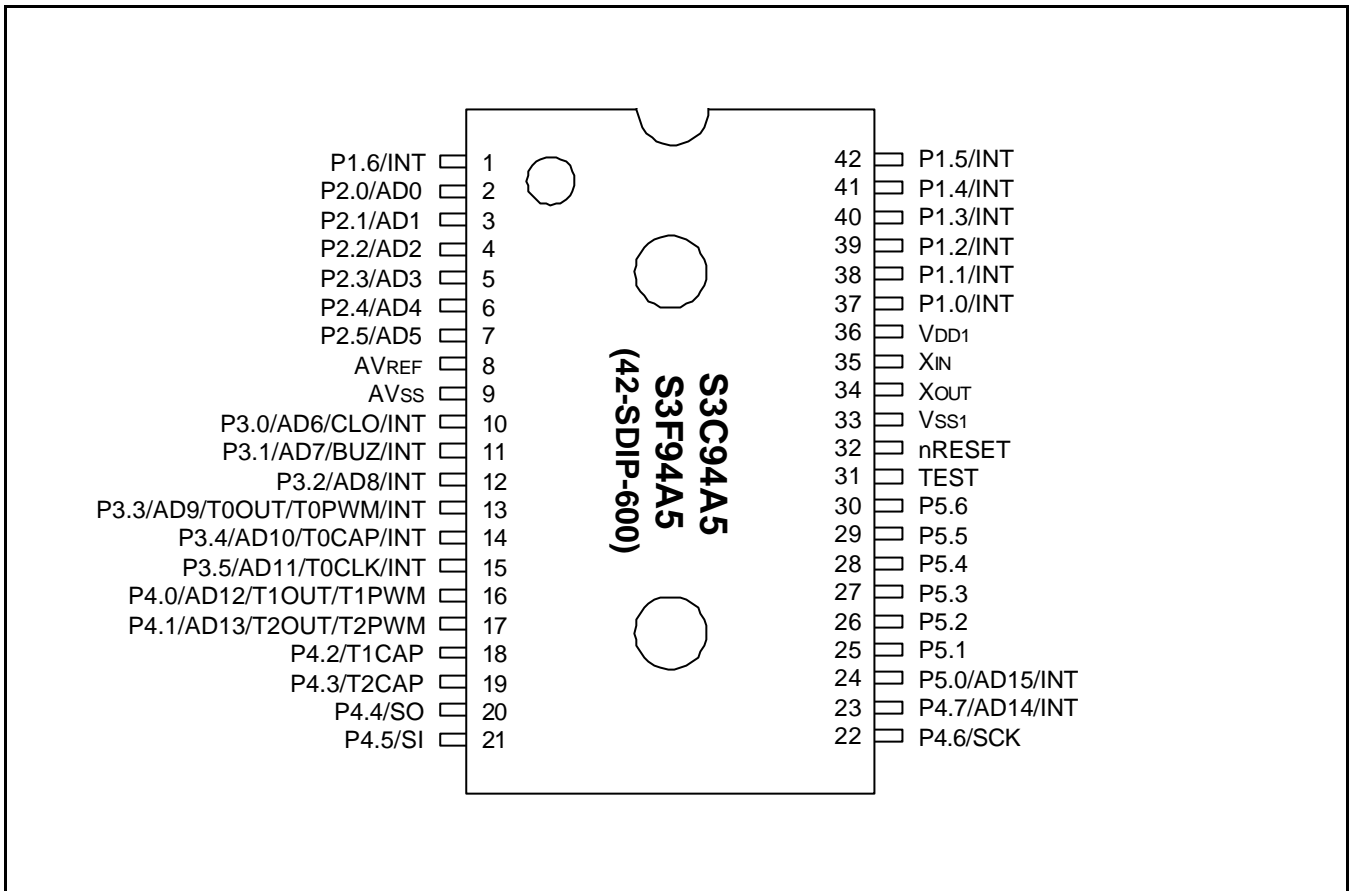 P1.6/INT 1
P2.0/AD0 2
P2.1/AD1 3
P2.2/AD2 4
P2.3/AD3 5
P2.4/AD4 6
P2.5/AD5 7
AVREF 8
AVSS 9
P3.0/AD6/CLO/INT 10
P3.1/AD7/BUZ/INT 11
P3.2/AD8/INT 12
P3.3/AD9/T0OUT/T0PWM/INT 13
P3.4/AD10/T0CAP/INT 14
P3.5/AD11/T0CLK/INT 15
P4.0/AD12/T1OUT/T1PWM 16
P4.1/AD13/T2OUT/T2PWM 17
P4.2/T1CAP 18
P4.3/T2CAP 19
P4.4/SO 20
P4.5/SI 21
S3C94A5
S3F94A5
(42-SDIP-600)
42 P1.5/INT
41 P1.4/INT
40 P1.3/INT
39 P1.2/INT
38 P1.1/INT
37 P1.0/INT
36 VDD1
35 XIN
34 XOUT
33 VSS1
32 nRESET
31 TEST
30 P5.6
29 P5.5
28 P5.4
27 P5.3
26 P5.2
25 P5.1
24 P5.0/AD15/INT
23 P4.7/AD14/INT
22 P4.6/SCK